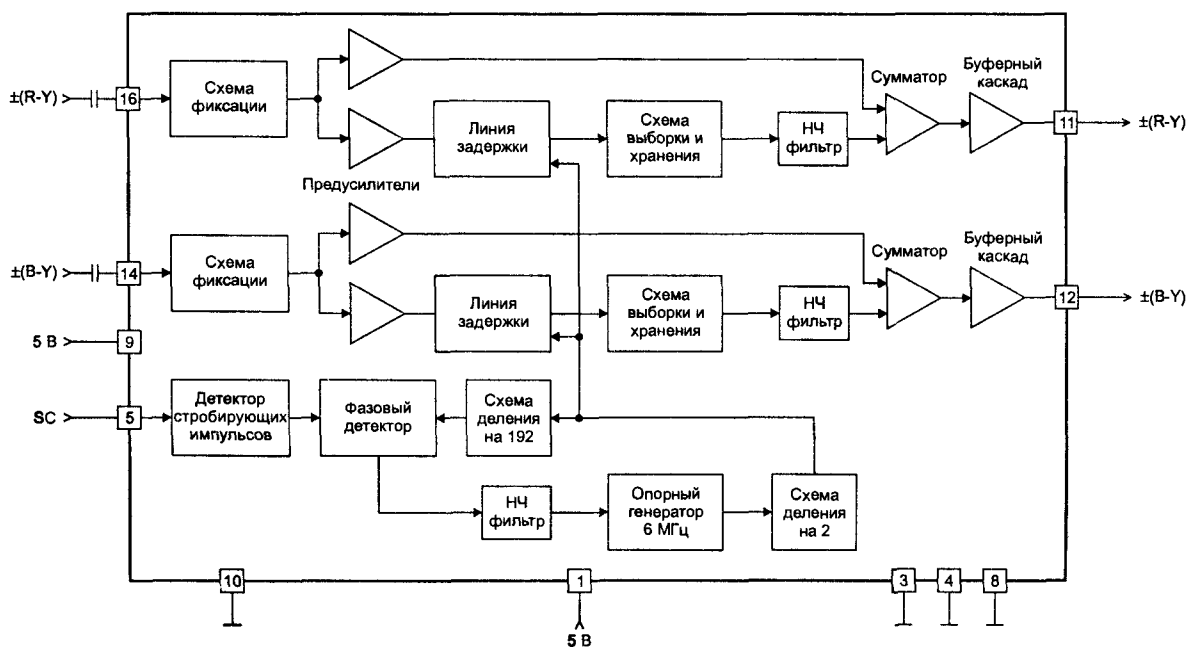 ±(R-Y)
16
Схема
фиксации
Предусилители
Линия
задержки
Схема
выборки и
хранения
НЧ
фильтр
Сумматор
Буферный
каскад
11
±(R-Y)
±(B-Y)
14
Схема
фиксации
Линия
задержки
Схема
выборки и
хранения
НЧ
фильтр
Сумматор
Буферный
каскад
12
±(B-Y)
5 В
9
SC
5
Детектор
стробирующих
импульсов
Фазовый
детектор
Схема
деления
на 192
НЧ
фильтр
Опорный
генератор
6 МГц
Схема
деления
на 2
10
1
5 В
3
4
8